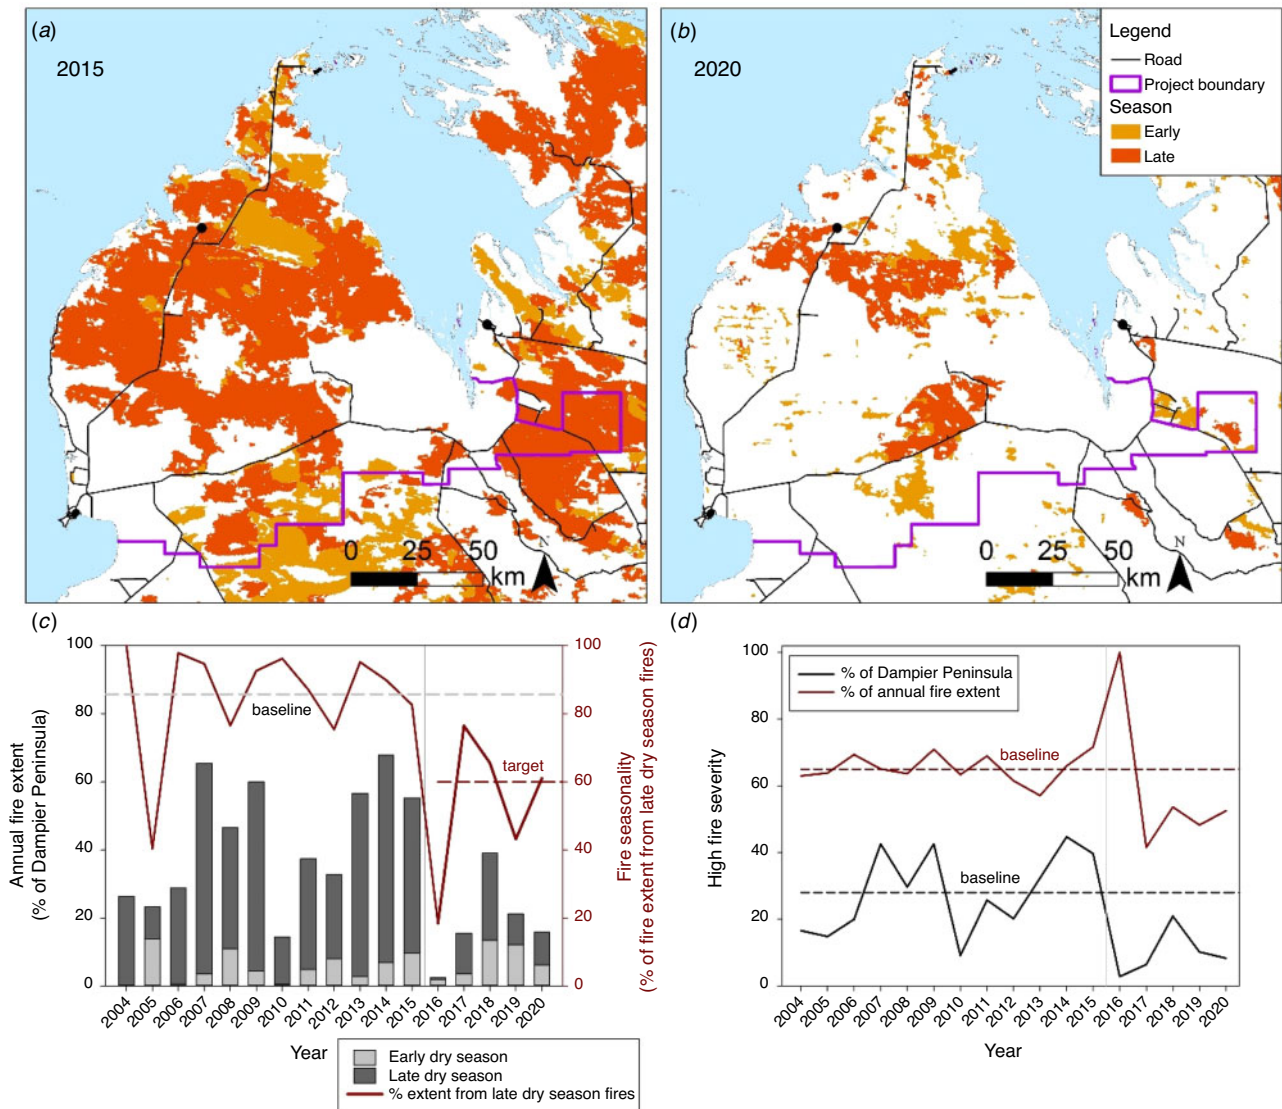 (a)
2015
0 25 50
km
N
(b)
2020
Legend
Road
Project boundary
Season
Early
Late
0 25 50
km
N
(c)
Annual fire extent
(% of Dampier Peninsula)
100
80
60
40
20
0
baseline
target
100
80
60
40
20
0
Fire seasonality
(% of fire extent from late dry season fires)
2004 2005 2006 2007 2008 2009 2010 2011 2012 2013 2014 2015 2016 2017 2018 2019 2020
Year
Early dry season
Late dry season
% extent from late dry season fires
(d)
High fire severity
100
80
60
40
20
0
% of Dampier Peninsula
% of annual fire extent
baseline
baseline
2004 2005 2006 2007 2008 2009 2010 2011 2012 2013 2014 2015 2016 2017 2018 2019 2020
Year